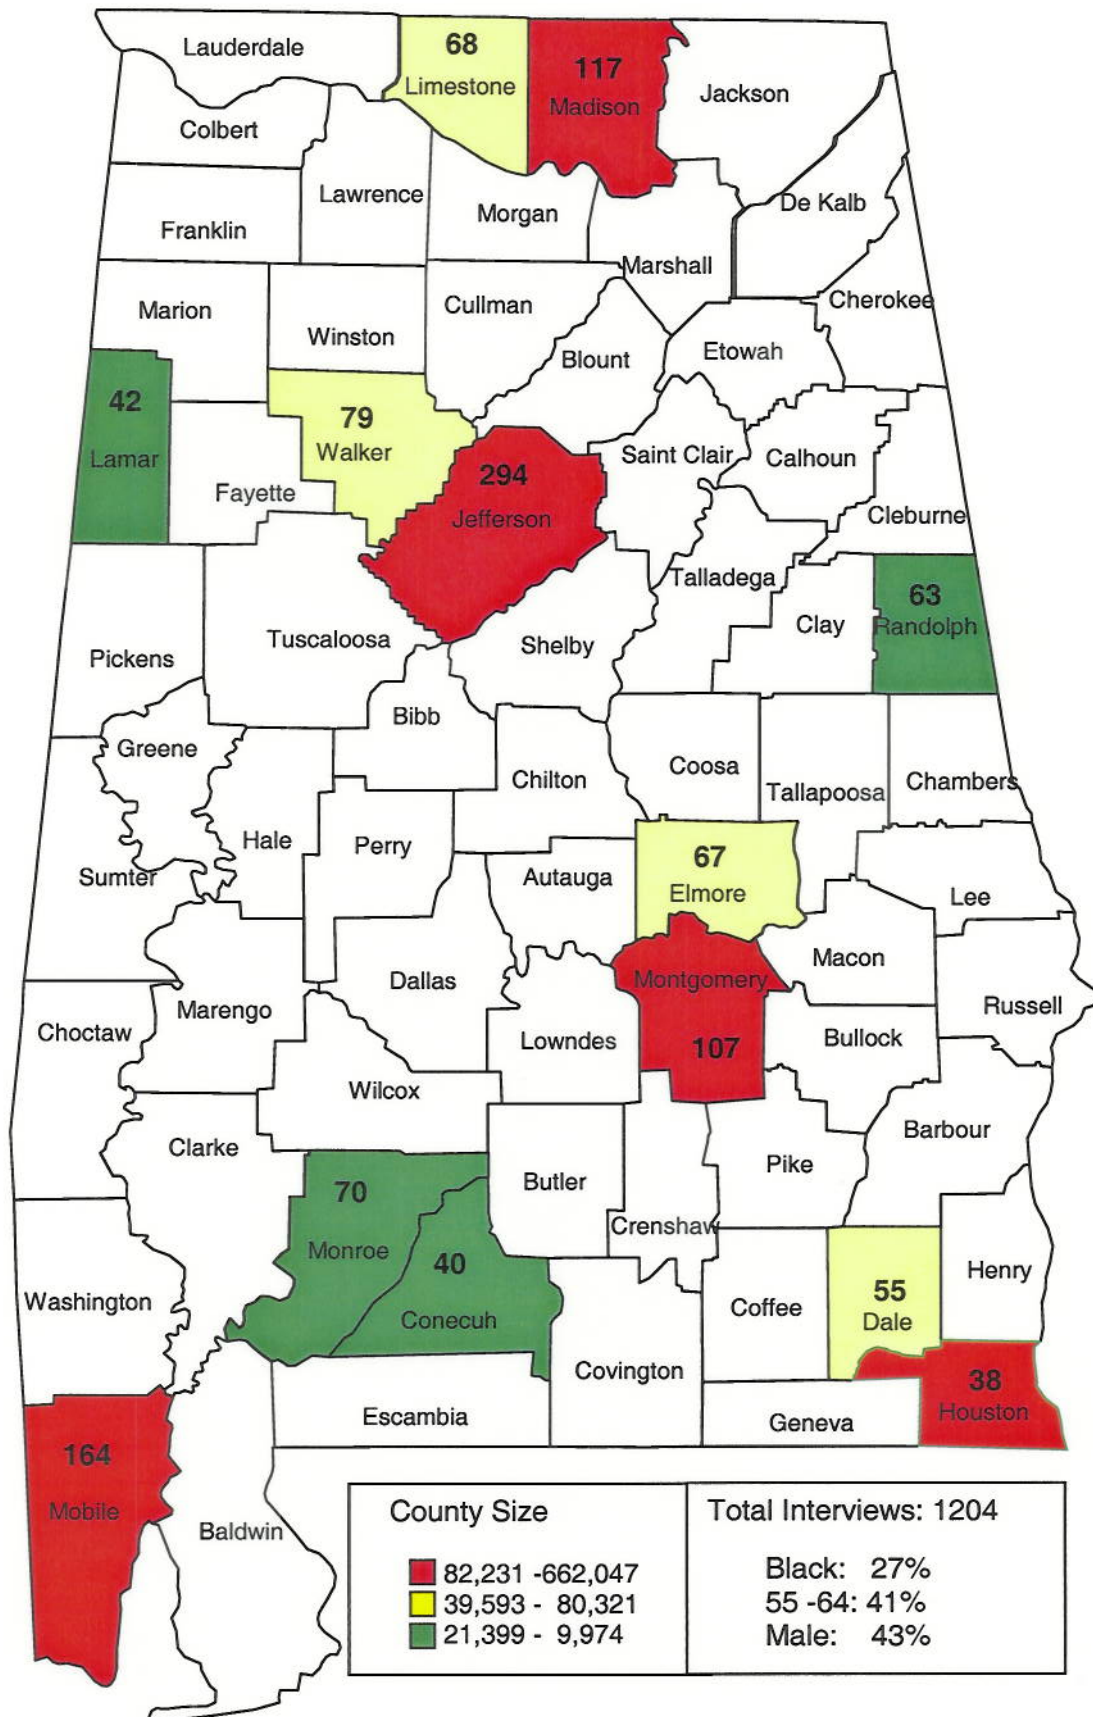 Lauderdale
68
Limestone
117
Madison
Jackson
Colbert
Lawrence
Franklin
Morgan
De Kalb
Marshall
Marion
Winston
Cullman
Cherokee
Blount
Etowah
42
Lamar
79
Walker
Fayette
294
Jefferson
Saint Clair
Calhoun
Cleburne
Talladega
63
Randolph
Clay
Pickens
Tuscaloosa
Shelby
Bibb
Greene
Chilton
Coosa
Tallapoosa
Chambers
Hale
Perry
Sumter
Autauga
67
Elmore
Lee
Dallas
Montgomery
107
Macon
Russell
Choctaw
Marengo
Lowndes
Bullock
Wilcox
Clarke
Barbour
Butler
Pike
70
Monroe
40
Conecuh
Crenshaw
Washington
Coffee
55
Dale
Henry
Covington
Escambia
Geneva
38
Houston
164
Mobile
Baldwin
County Size
82,231 -662,047
39,593 - 80,321
21,399 - 9,974
Total Interviews: 1204
Black: 27%
55 -64: 41%
Male: 43%